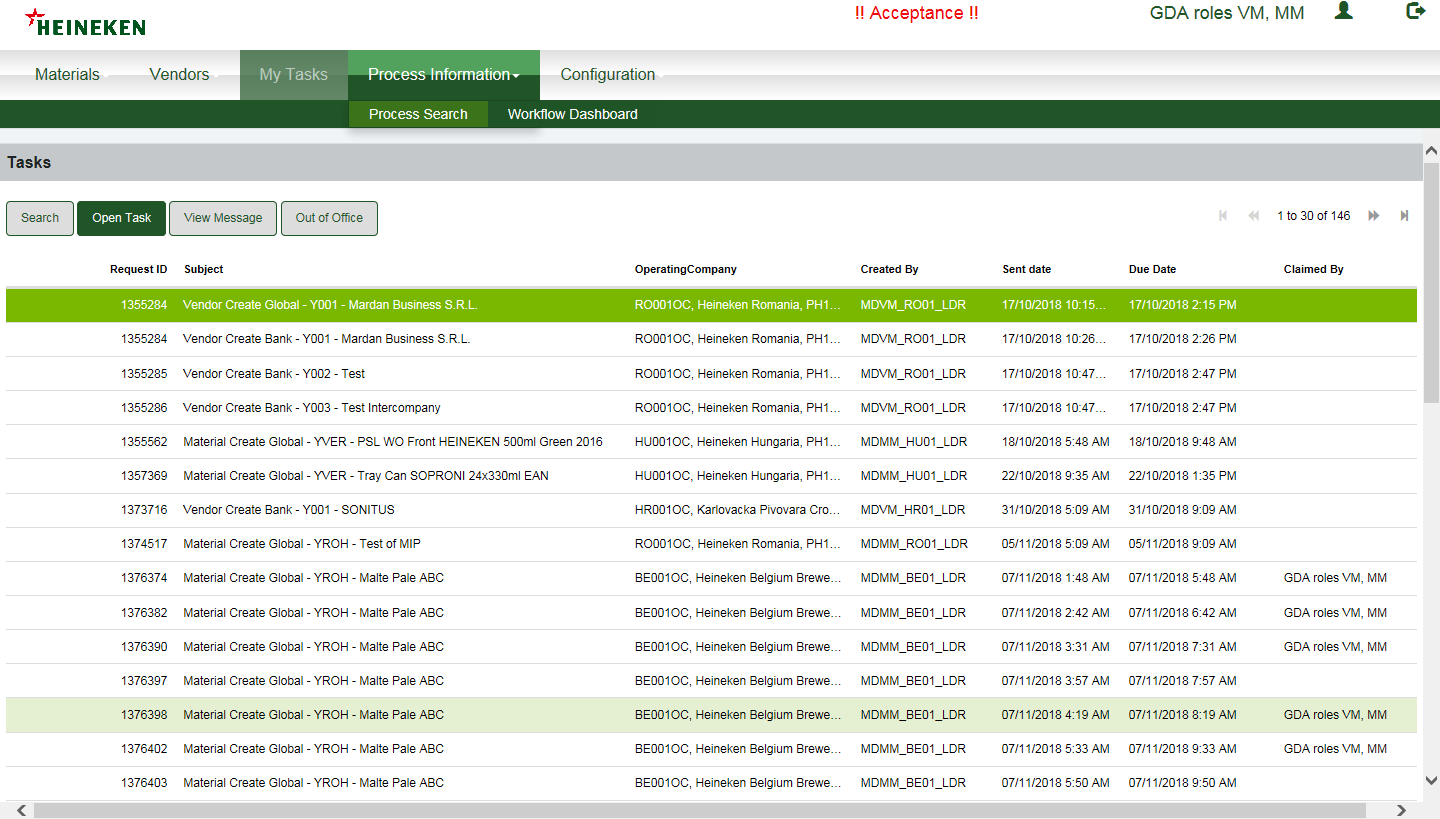 HEINEKEN !! Acceptance !! GDA roles VM, MM
Materials Vendors My Tasks Process Information Configuration
Process Search Workflow Dashboard
Tasks
Search Open Task View Message Out of Office 1 to 30 of 146
Request ID Subject OperatingCompany Created By Sent date Due Date Claimed By
1355284 Vendor Create Global - Y001 - Mardan Business S.R.L. RO001OC, Heineken Romania, PH1... MDVM_RO01_LDR 17/10/2018 10:15... 17/10/2018 2:15 PM
1355284 Vendor Create Bank - Y001 - Mardan Business S.R.L. RO001OC, Heineken Romania, PH1... MDVM_RO01_LDR 17/10/2018 10:26... 17/10/2018 2:26 PM
1355285 Vendor Create Bank - Y002 - Test RO001OC, Heineken Romania, PH1... MDVM_RO01_LDR 17/10/2018 10:47... 17/10/2018 2:47 PM
1355286 Vendor Create Bank - Y003 - Test Intercompany RO001OC, Heineken Romania, PH1... MDVM_RO01_LDR 17/10/2018 10:47... 17/10/2018 2:47 PM
1355562 Material Create Global - YVER - PSL WO Front HEINEKEN 500ml Green 2016 HU001OC, Heineken Hungaria, PH1... MDMM_HU01_LDR 18/10/2018 5:48 AM 18/10/2018 9:48 AM
1357369 Material Create Global - YVER - Tray Can SOPRONI 24x330ml EAN HU001OC, Heineken Hungaria, PH1... MDMM_HU01_LDR 22/10/2018 9:35 AM 22/10/2018 1:35 PM
1373716 Vendor Create Bank - Y001 - SONITUS HR001OC, Karlovacka Pivovara Cro... MDVM_HR01_LDR 31/10/2018 5:09 AM 31/10/2018 9:09 AM
1374517 Material Create Global - YROH - Test of MIP RO001OC, Heineken Romania, PH1... MDMM_RO01_LDR 05/11/2018 5:09 AM 05/11/2018 9:09 AM
1376374 Material Create Global - YROH - Malte Pale ABC BE001OC, Heineken Belgium Brewe... MDMM_BE01_LDR 07/11/2018 1:48 AM 07/11/2018 5:48 AM GDA roles VM, MM
1376382 Material Create Global - YROH - Malte Pale ABC BE001OC, Heineken Belgium Brewe... MDMM_BE01_LDR 07/11/2018 2:42 AM 07/11/2018 6:42 AM GDA roles VM, MM
1376390 Material Create Global - YROH - Malte Pale ABC BE001OC, Heineken Belgium Brewe... MDMM_BE01_LDR 07/11/2018 3:31 AM 07/11/2018 7:31 AM GDA roles VM, MM
1376397 Material Create Global - YROH - Malte Pale ABC BE001OC, Heineken Belgium Brewe... MDMM_BE01_LDR 07/11/2018 3:57 AM 07/11/2018 7:57 AM
1376398 Material Create Global - YROH - Malte Pale ABC BE001OC, Heineken Belgium Brewe... MDMM_BE01_LDR 07/11/2018 4:19 AM 07/11/2018 8:19 AM GDA roles VM, MM
1376402 Material Create Global - YROH - Malte Pale ABC BE001OC, Heineken Belgium Brewe... MDMM_BE01_LDR 07/11/2018 5:33 AM 07/11/2018 9:33 AM GDA roles VM, MM
1376403 Material Create Global - YROH - Malte Pale ABC BE001OC, Heineken Belgium Brewe... MDMM_BE01_LDR 07/11/2018 5:50 AM 07/11/2018 9:50 AM